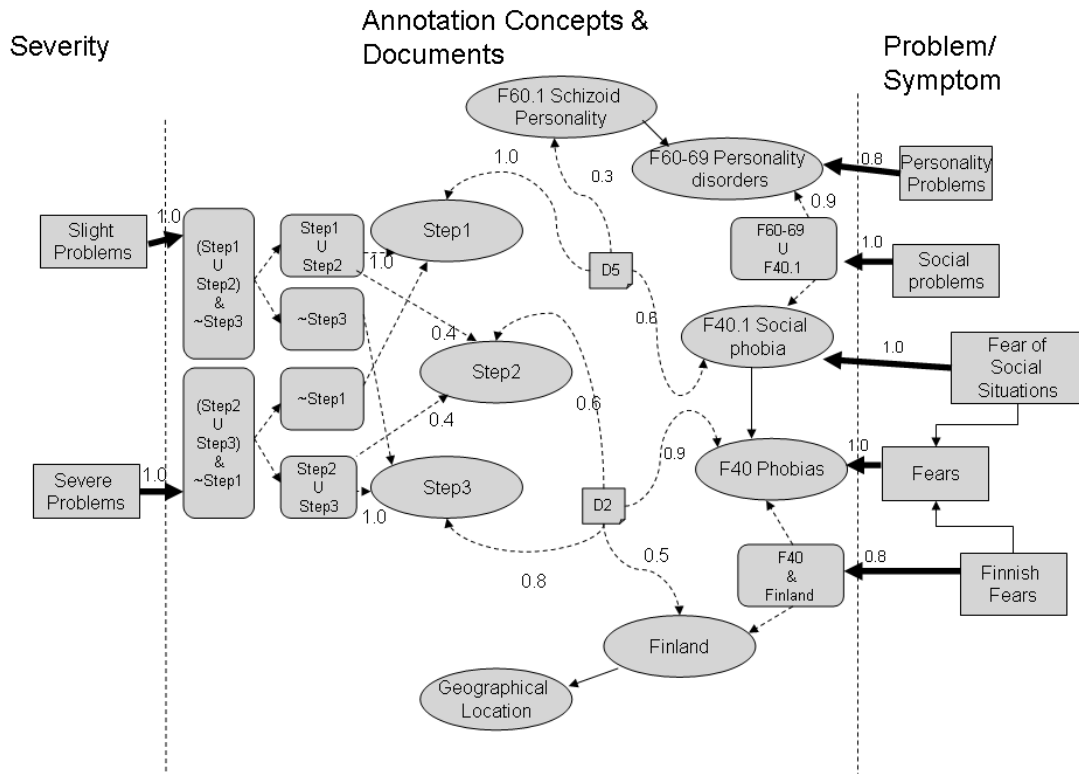 Severity
Annotation Concepts &
Documents
Problem/
Symptom
F60.1 Schizoid
Personality
F60-69 Personality
disorders
0.8
Personality
Problems
1.0
0.3
0.9
Slight
Problems
1.0
(Step1
U
Step2)
&
~Step3
Step1
U
Step2
1.0
Step1
D5
F60-69
U
F40.1
1.0
Social
problems
~Step3
0.6
F40.1 Social
phobia
1.0
Fear of
Social
Situations
0.4
Step2
(Step2
U
Step3)
&
~Step1
~Step1
0.4
0.6
0.9
F40 Phobias
1.0
Fears
Severe
Problems
1.0
Step2
U
Step3
1.0
Step3
D2
0.8
0.5
F40
&
Finland
0.8
Finnish
Fears
Finland
Geographical
Location